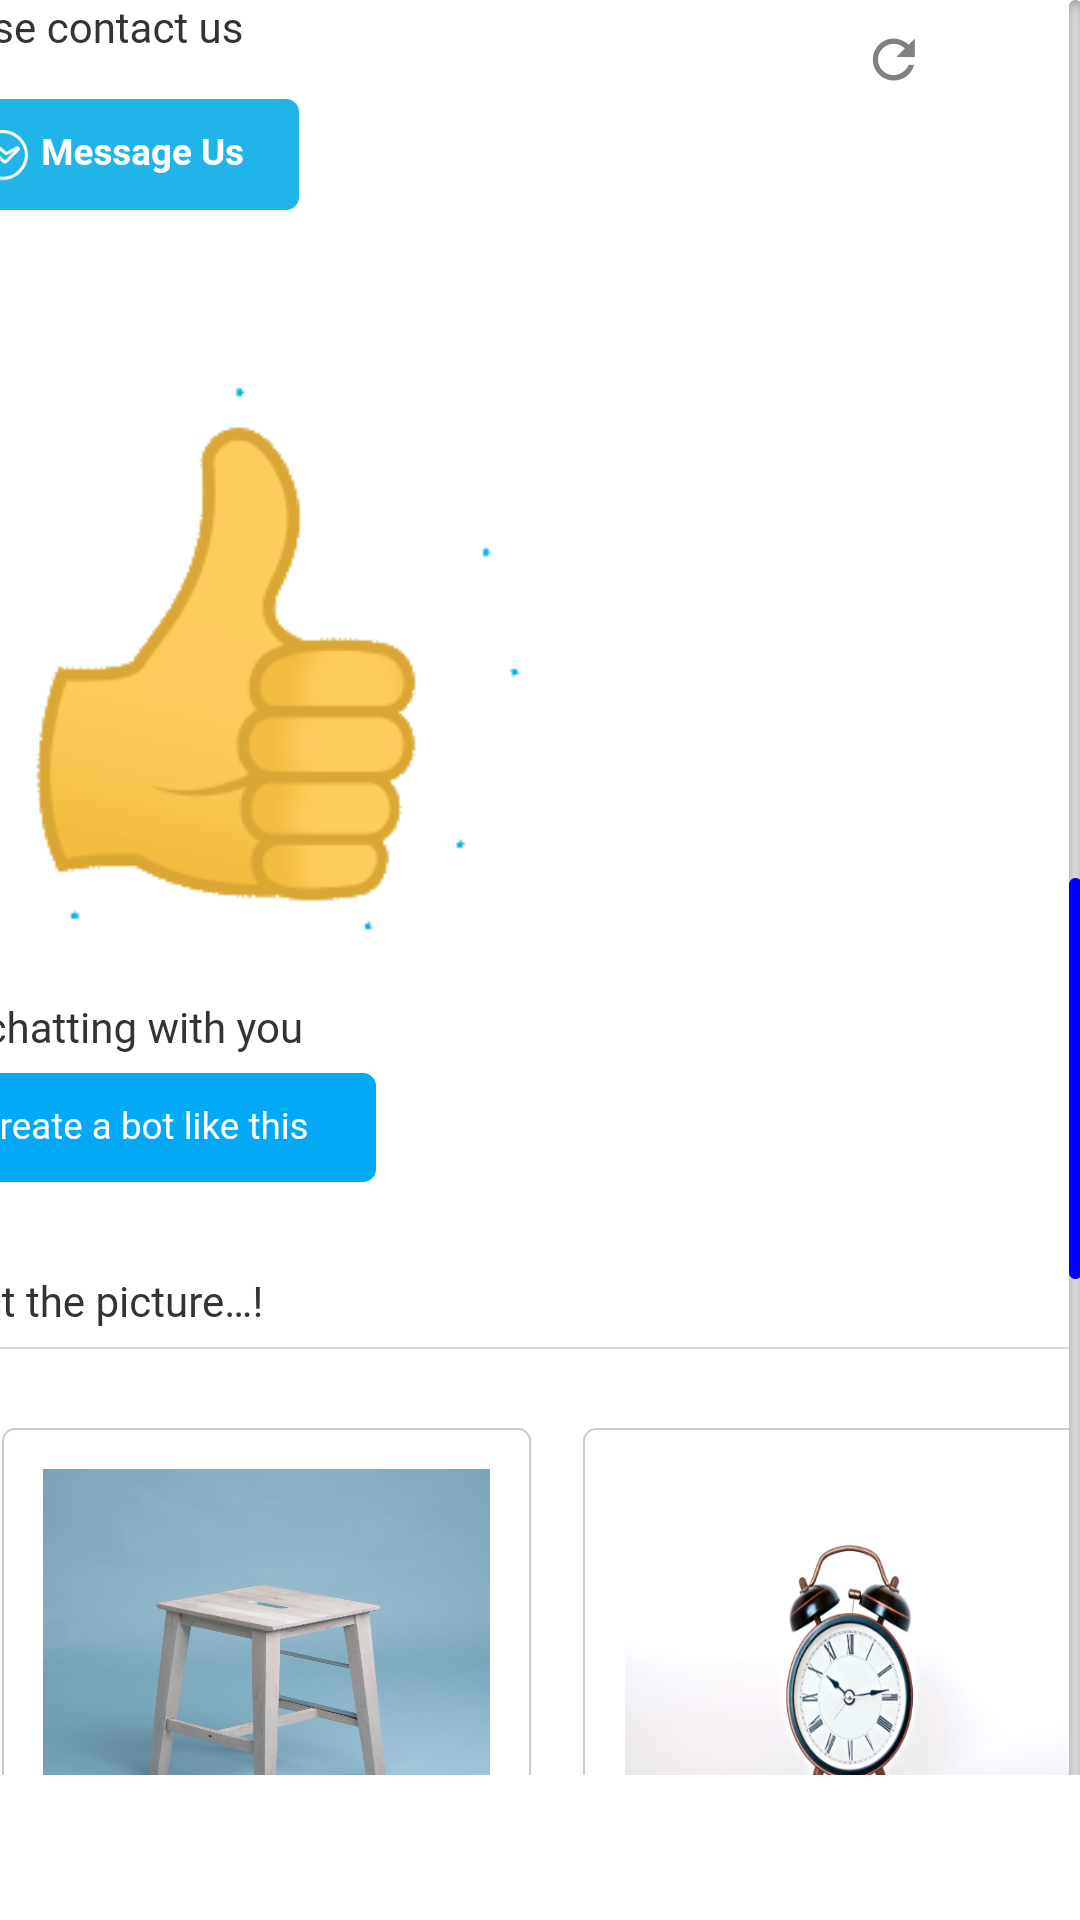 se contact us
Message Us
chatting with you
reate a bot like this
t the picture...!